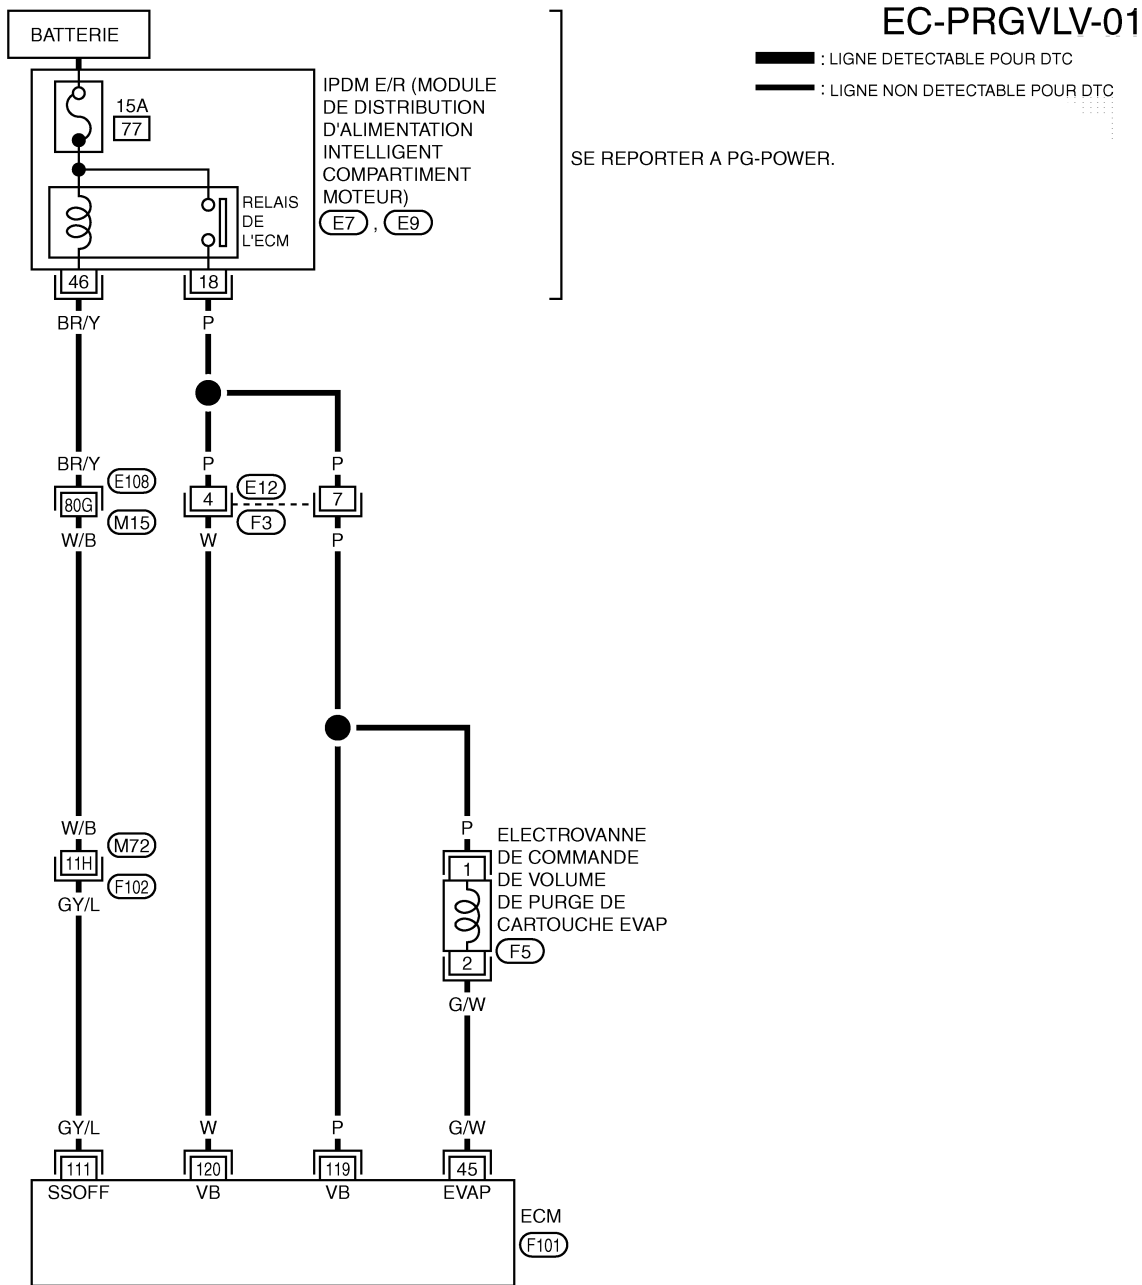 EC-PRGVLV-01
BATTERIE
: LIGNE DETECTABLE POUR DTC
: LIGNE NON DETECTABLE POUR DTC
15A
77
IPDM E/R (MODULE
DE DISTRIBUTION
D'ALIMENTATION
INTELLIGENT
COMPARTIMENT
MOTEUR)
E7 , E9
SE REPORTER A PG-POWER.
RELAIS
DE
L'ECM
46 18
BR/Y P
BR/Y P P
E108 E12
80G 4 7
M15 F3
W/B W P
W/B P
M72
11H
F102
GY/L
ELECTROVANNE
DE COMMANDE
DE VOLUME
DE PURGE DE
CARTOUCHE EVAP
1
F5
2
G/W
GY/L W P G/W
111 120 119 45
SSOFF VB VB EVAP
ECM
F101